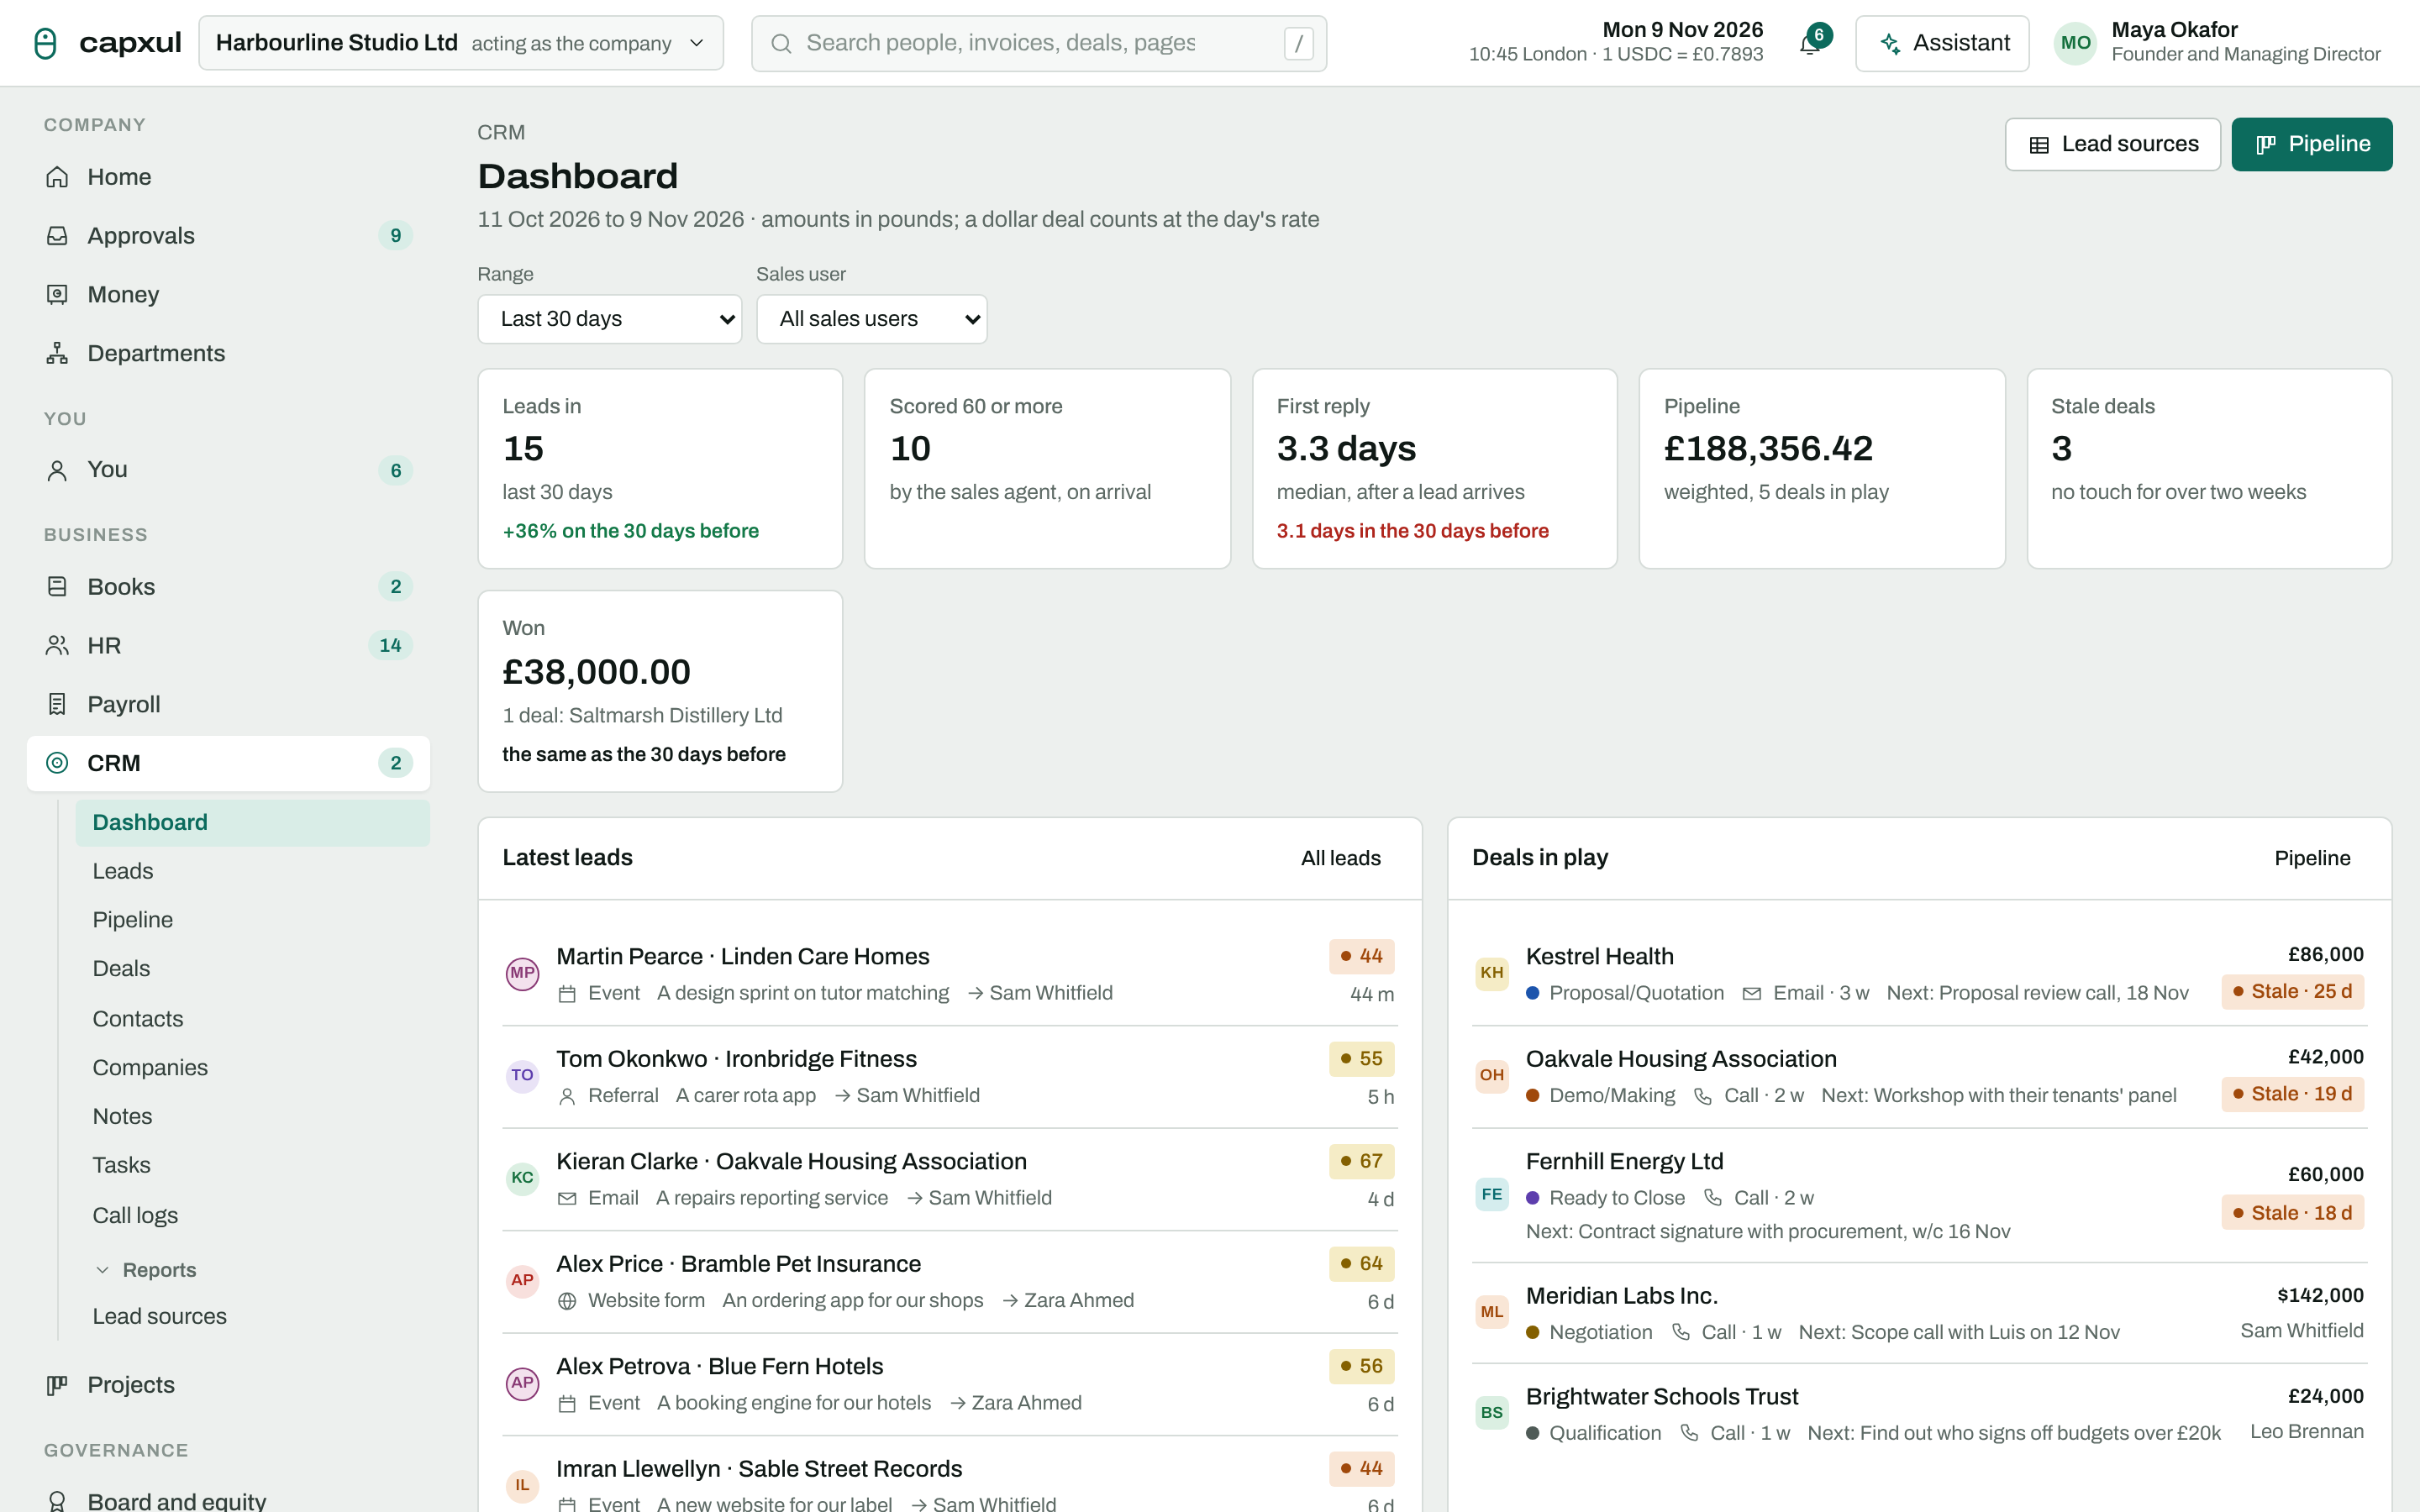 capxul
Harbourline Studio Ltd acting as the company
Search people, invoices, deals, pages /
Mon 9 Nov 2026
10:45 London · 1 USDC = £0.7893
6
Assistant
MO
Maya Okafor
Founder and Managing Director
COMPANY
Home
Approvals 9
Money
Departments
YOU
You 6
BUSINESS
Books 2
HR 14
Payroll
CRM 2
Dashboard
Leads
Pipeline
Deals
Contacts
Companies
Notes
Tasks
Call logs
Reports
Lead sources
Projects
GOVERNANCE
Board and equity
CRM
Dashboard
11 Oct 2026 to 9 Nov 2026 · amounts in pounds; a dollar deal counts at the day's rate
Lead sources
Pipeline
Range
Last 30 days
Sales user
All sales users
Leads in
15
last 30 days
+36% on the 30 days before
Scored 60 or more
10
by the sales agent, on arrival
First reply
3.3 days
median, after a lead arrives
3.1 days in the 30 days before
Pipeline
£188,356.42
weighted, 5 deals in play
Stale deals
3
no touch for over two weeks
Won
£38,000.00
1 deal: Saltmarsh Distillery Ltd
the same as the 30 days before
Latest leads All leads
MP Martin Pearce · Linden Care Homes 44
Event A design sprint on tutor matching → Sam Whitfield 44 m
TO Tom Okonkwo · Ironbridge Fitness 55
Referral A carer rota app → Sam Whitfield 5 h
KC Kieran Clarke · Oakvale Housing Association 67
Email A repairs reporting service → Sam Whitfield 4 d
AP Alex Price · Bramble Pet Insurance 64
Website form An ordering app for our shops → Zara Ahmed 6 d
AP Alex Petrova · Blue Fern Hotels 56
Event A booking engine for our hotels → Zara Ahmed 6 d
IL Imran Llewellyn · Sable Street Records 44
Event A new website for our label → Sam Whitfield 6 d
Deals in play Pipeline
KH Kestrel Health £86,000
Proposal/Quotation Email · 3 w Next: Proposal review call, 18 Nov Stale · 25 d
OH Oakvale Housing Association £42,000
Demo/Making Call · 2 w Next: Workshop with their tenants' panel Stale · 19 d
FE Fernhill Energy Ltd £60,000
Ready to Close Call · 2 w Stale · 18 d
Next: Contract signature with procurement, w/c 16 Nov
ML Meridian Labs Inc. $142,000
Negotiation Call · 1 w Next: Scope call with Luis on 12 Nov Sam Whitfield
BS Brightwater Schools Trust £24,000
Qualification Call · 1 w Next: Find out who signs off budgets over £20k Leo Brennan